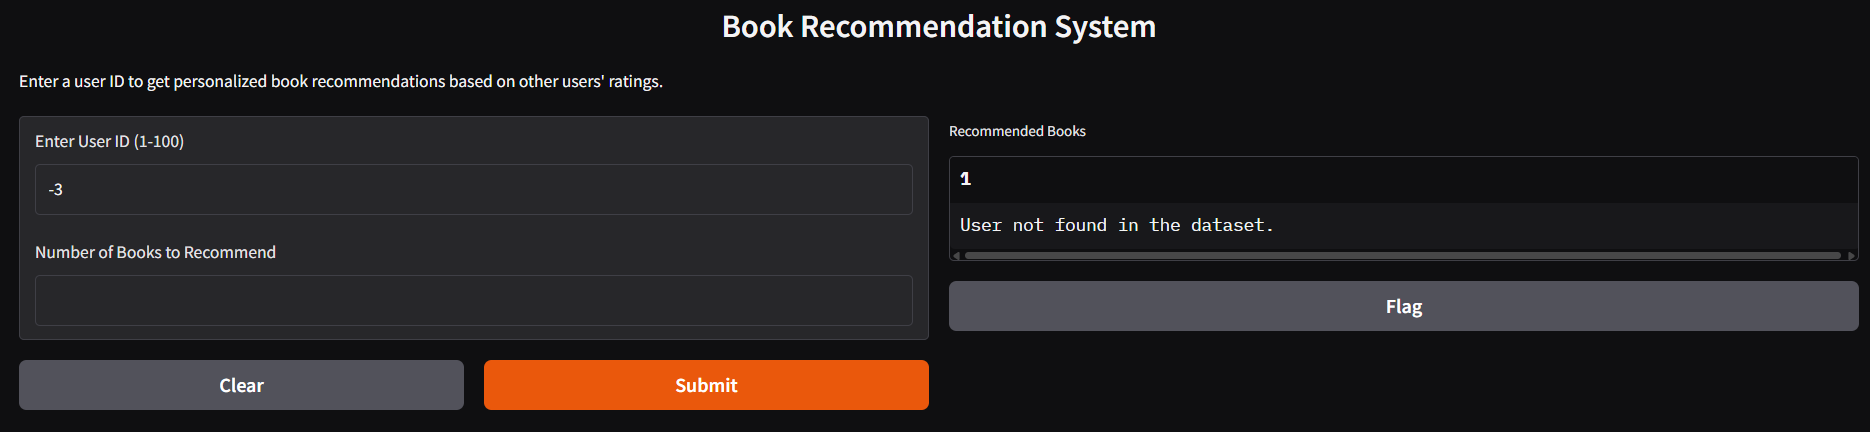 Book Recommendation System
Enter a user ID to get personalized book recommendations based on other users' ratings.
Enter User ID (1-100)
-3
Number of Books to Recommend
Clear
Submit
Recommended Books
1
User not found in the dataset.
Flag